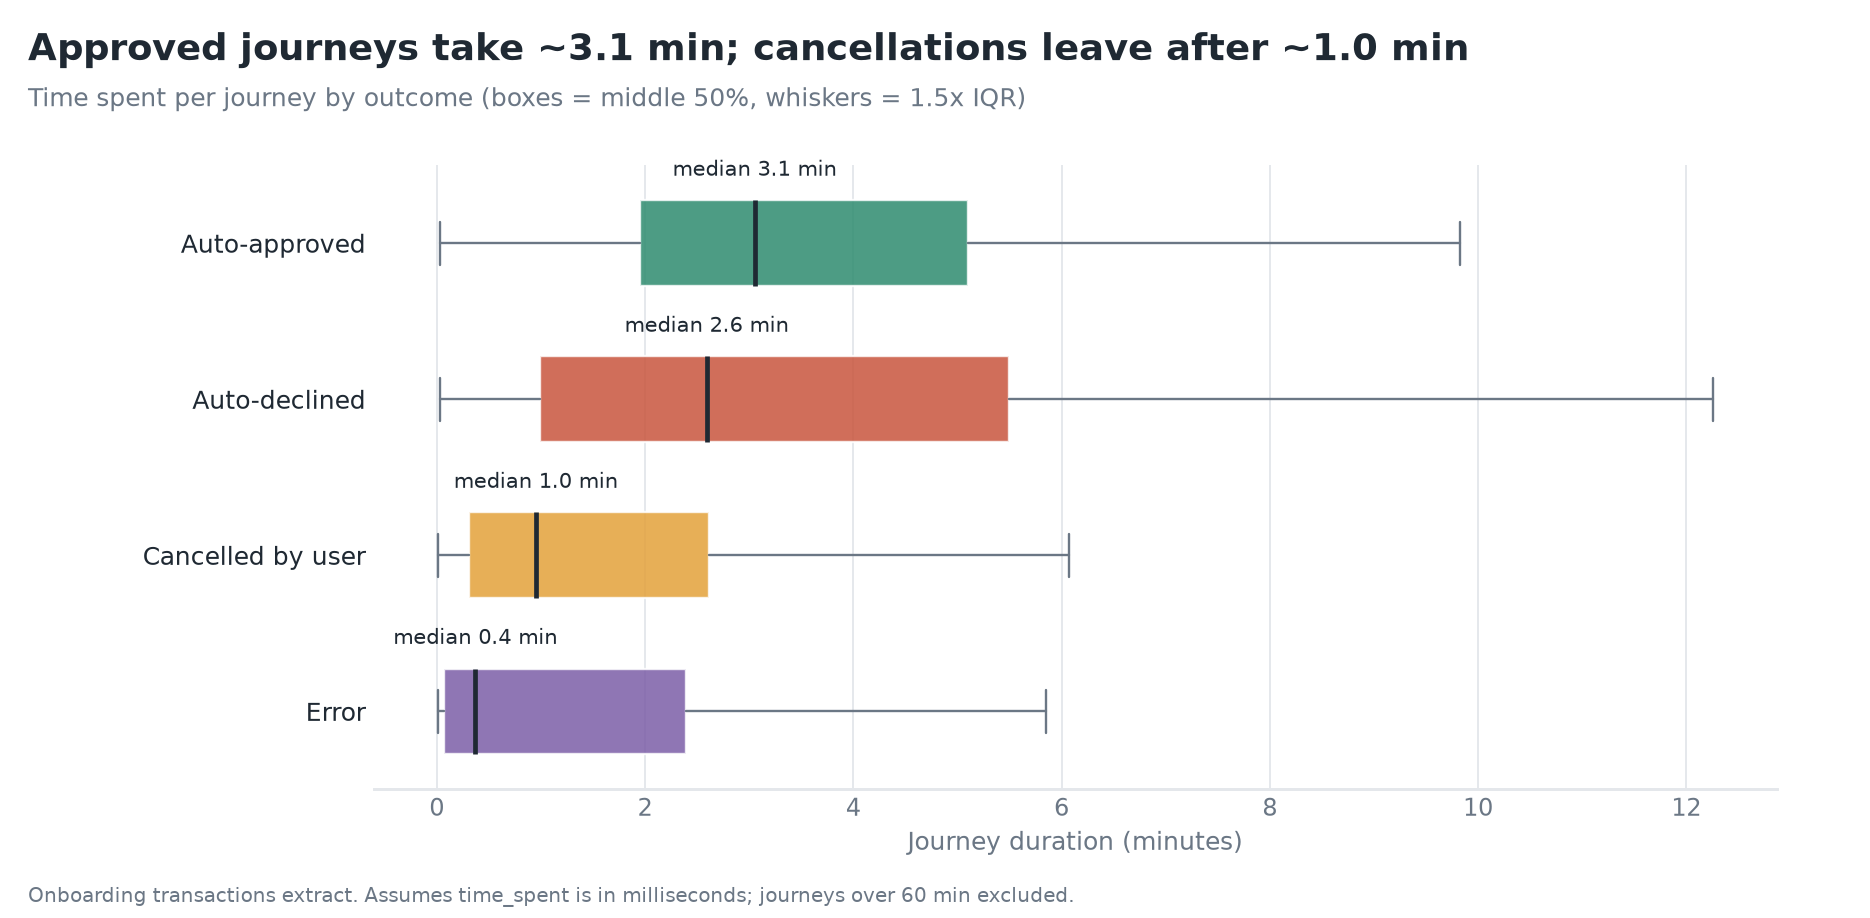 Approved journeys take ~3.1 min; cancellations leave after ~1.0 min
Time spent per journey by outcome (boxes = middle 50%, whiskers = 1.5x IQR)
median 3.1 min
Auto-approved
median 2.6 min
Auto-declined
median 1.0 min
Cancelled by user
median 0.4 min
Error
0 2 4 6 8 10 12
Journey duration (minutes)
Onboarding transactions extract. Assumes time_spent is in milliseconds; journeys over 60 min excluded.